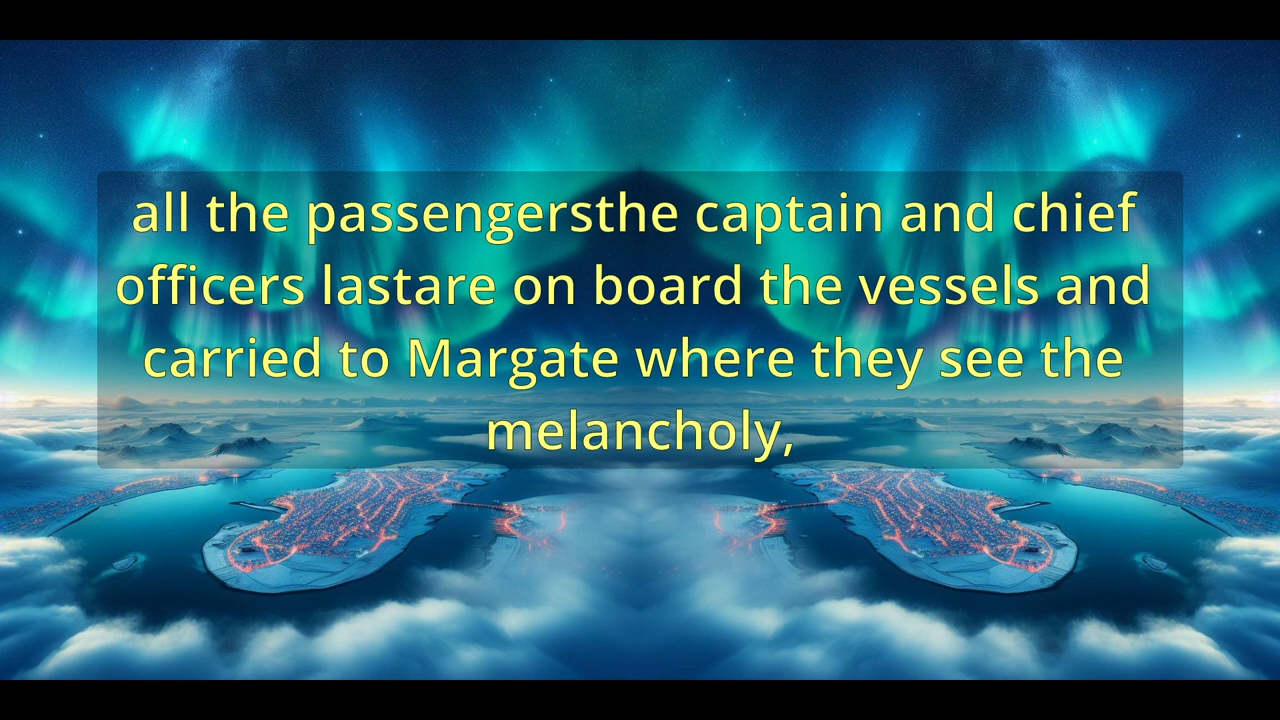 all the passengersthe captain and chief
officers lastare on board the vessels and
carried to Margate where they see the
melancholy,